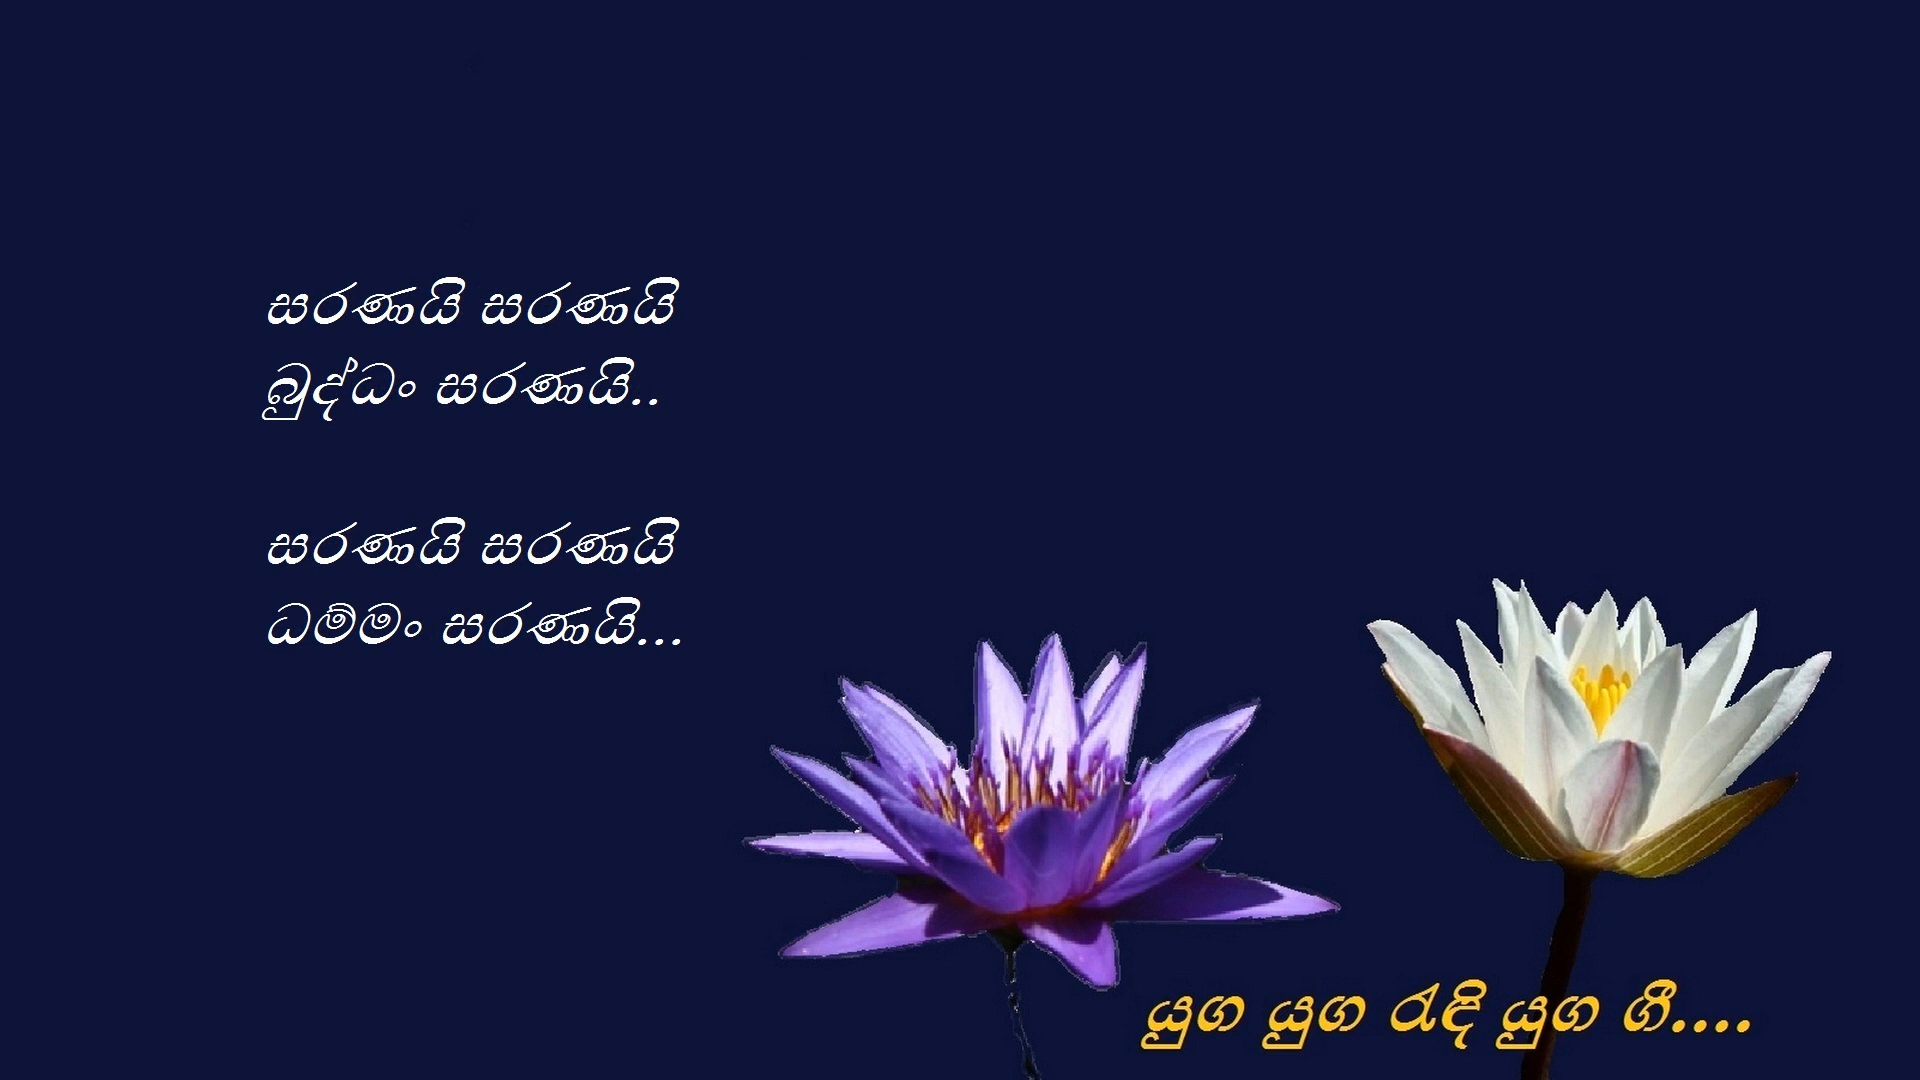 සරණයි සරණයි
බුද්ධං සරණයි..
සරණයි සරණයි
ධම්මං සරණයි...
යුග යුග රැඳි යුග ගී....